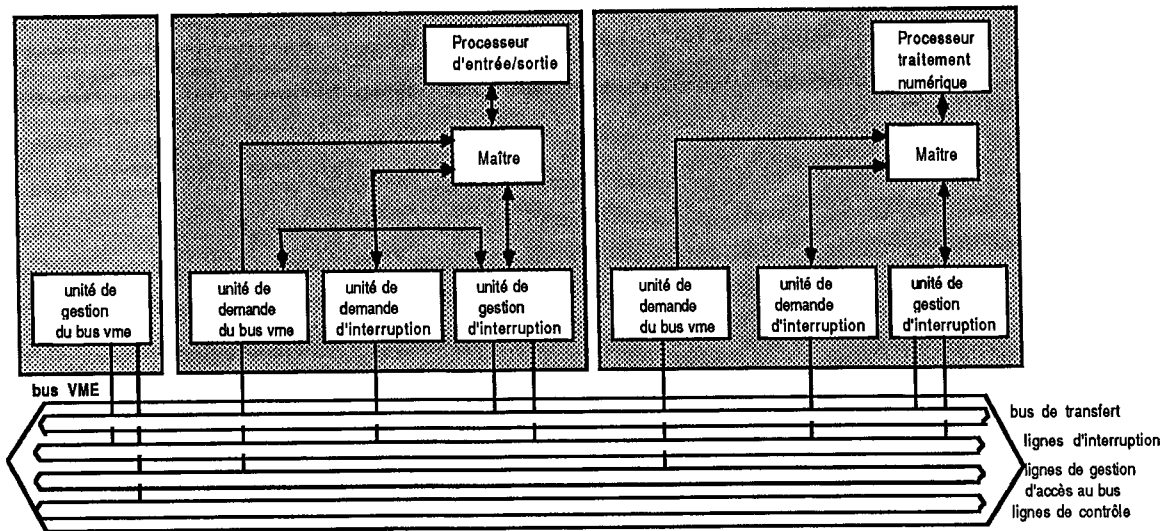 Processeur
d'entrée/sortie
Maître
Processeur
traitement
numérique
Maître
unité de
gestion
du bus vme
unité de
demande
du bus vme
unité de
demande
d'interruption
unité de
gestion
d'interruption
unité de
demande
du bus vme
unité de
demande
d'interruption
unité de
gestion
d'interruption
bus VME
bus de transfert
lignes d'interruption
lignes de gestion
d'accès au bus
lignes de contrôle